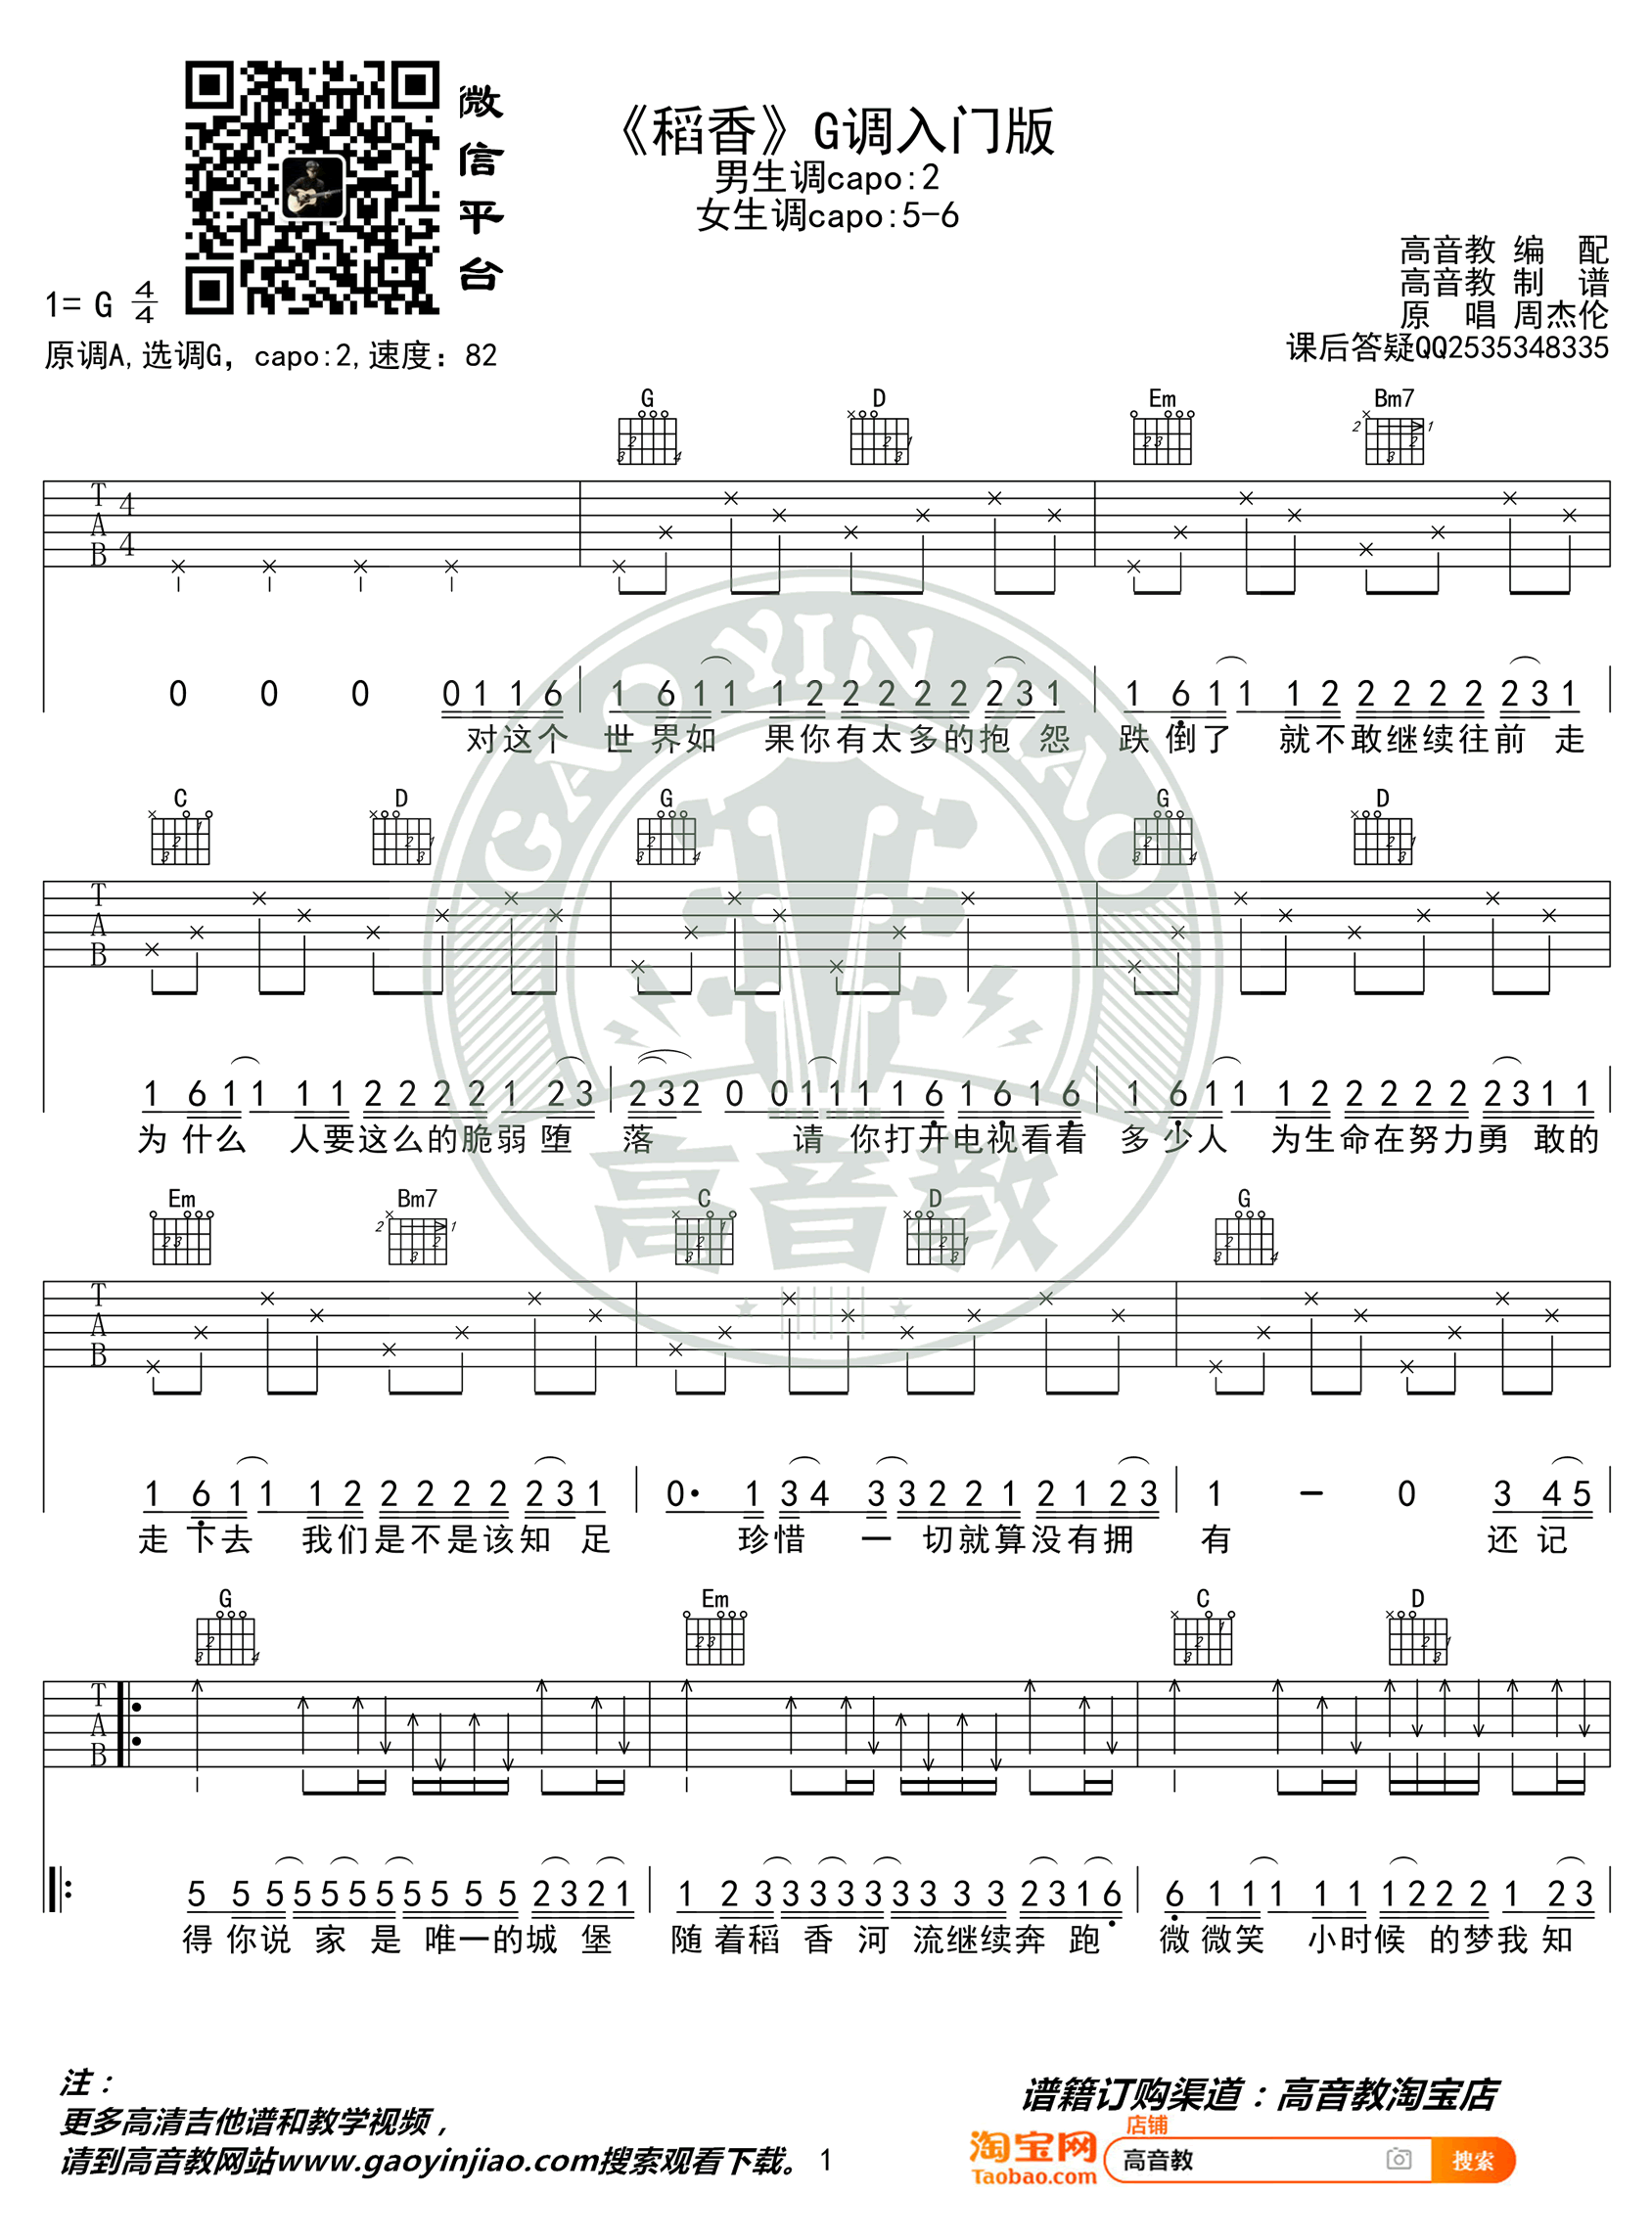 微信平台
《稻香》G调入门版
男生调capo:2
女生调capo:5-6
高音教 编 配
高音教 制 谱
原 唱 周杰伦
课后答疑QQ2535348335
1= G 4/4
原调A,选调G，capo:2,速度：82
G D Em Bm7
T A B 4/4
0 0 0 0 1 1 6 1 6 1 1 1 2 2 2 2 2 2 3 1 1 6 1 1 1 2 2 2 2 2 2 3 1
对这个 世 界如 果你有太多的抱 怨 跌 倒了 就不敢继续往前 走
C D G G D
T A B
1 6 1 1 1 1 2 2 2 2 1 2 3 2 3 2 0 0 1 1 1 1 6 1 6 1 6 1 6 1 1 1 2 2 2 2 2 2 3 1 1
为 什么 人要这么的脆弱 堕 落 请 你打开电视看看 多 少人 为生命在努力勇 敢的
Em Bm7 C D G
T A B
1 6 1 1 1 2 2 2 2 2 2 3 1 0· 1 3 4 3 3 2 2 1 2 1 2 3 1 - 0 3 4 5
走 下去 我们是不是该知 足 珍惜 一 切就算没有拥 有 还 记
G Em C D
T A B
5 5 5 5 5 5 5 5 5 5 2 3 2 1 1 2 3 3 3 3 3 3 3 3 2 3 1 6 6 1 1 1 1 1 1 2 2 2 1 2 3
得 你说 家 是 唯一的城 堡 随 着稻 香 河 流继续奔 跑 微 微笑 小时候 的梦我 知
GAO YIN JIAO
高音教
注：
更多高清吉他谱和教学视频，
请到高音教网站www.gaoyinjiao.com搜索观看下载。 1
谱籍订购渠道：高音教淘宝店
店铺
淘宝网
Taobao.com
高音教
搜索